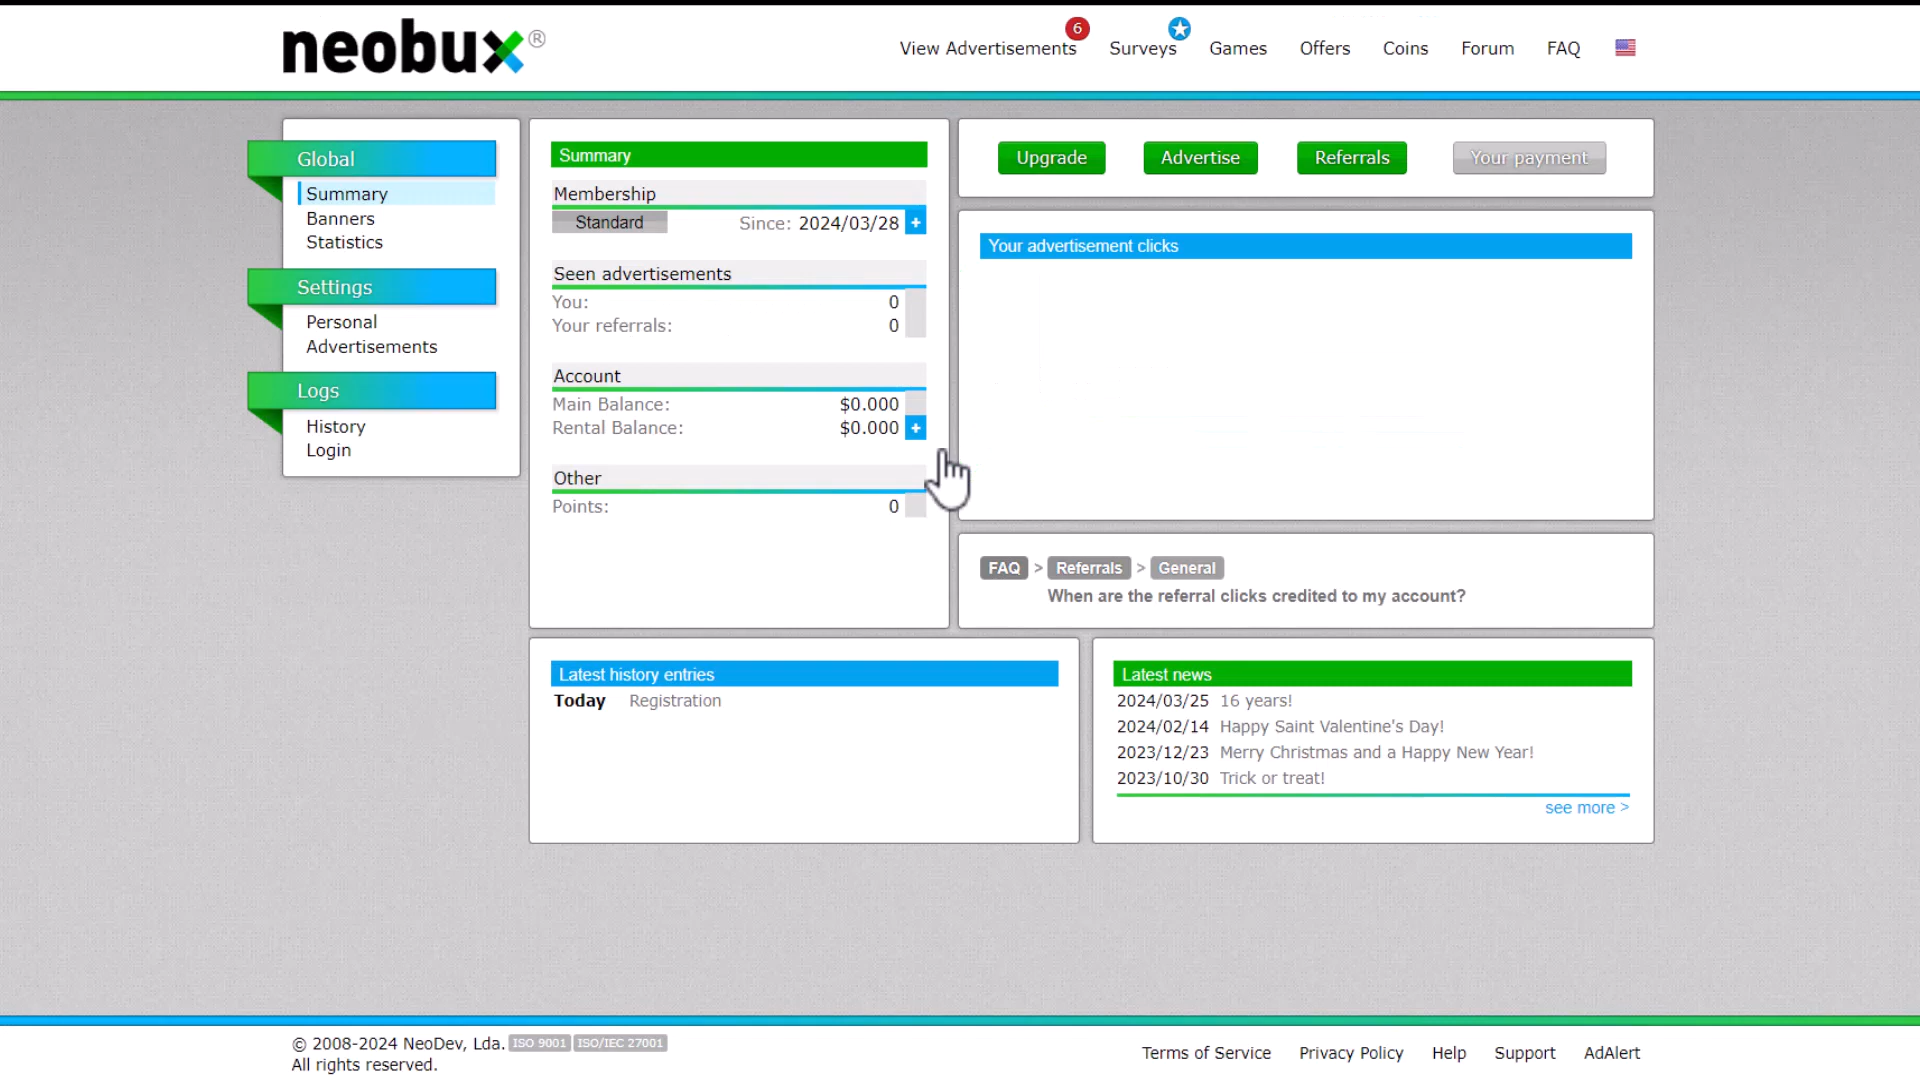 neobux®
View Advertisements 6 Surveys Games Offers Coins Forum FAQ
Global
Summary
Banners
Statistics
Settings
Personal
Advertisements
Logs
History
Login
Summary
Membership
Standard Since: 2024/03/28 +
Seen advertisements
You: 0
Your referrals: 0
Account
Main Balance: $0.000
Rental Balance: $0.000 +
Other
Points: 0
Upgrade Advertise Referrals Your payment
Your advertisement clicks
FAQ > Referrals > General
When are the referral clicks credited to my account?
Latest history entries
Today Registration
Latest news
2024/03/25 16 years!
2024/02/14 Happy Saint Valentine's Day!
2023/12/23 Merry Christmas and a Happy New Year!
2023/10/30 Trick or treat!
see more >
© 2008-2024 NeoDev, Lda. ISO 9001 ISO/IEC 27001
All rights reserved.
Terms of Service Privacy Policy Help Support AdAlert